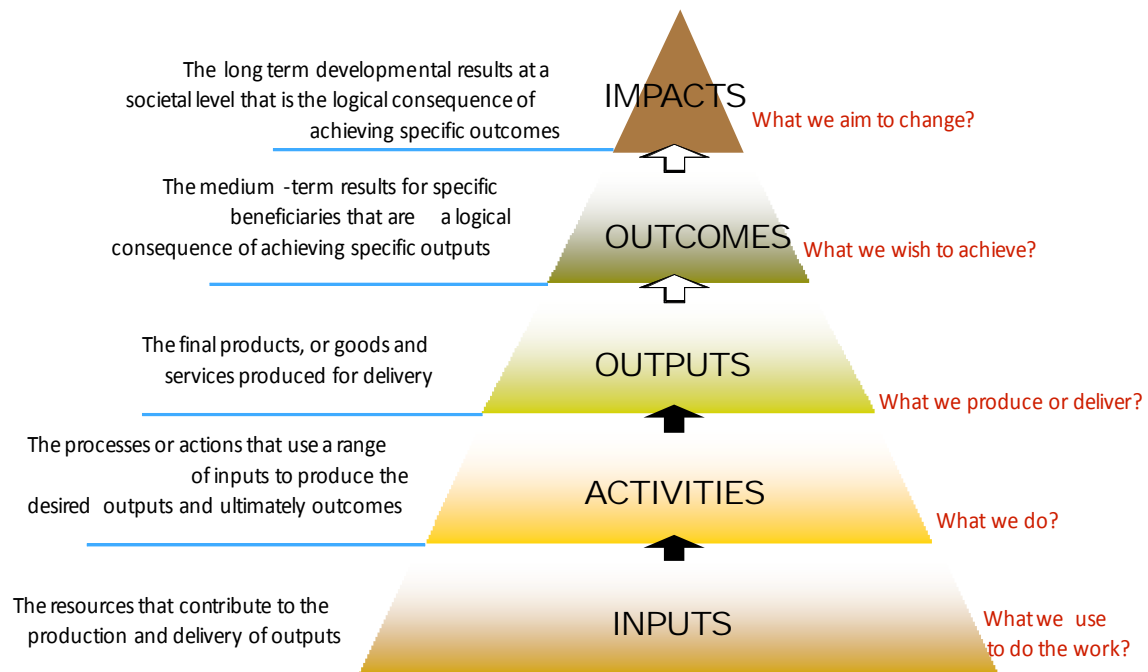 The long term developmental results at a
societal level that is the logical consequence of
achieving specific outcomes
IMPACTS
What we aim to change?
The medium -term results for specific
beneficiaries that are a logical
consequence of achieving specific outputs
OUTCOMES
What we wish to achieve?
The final products, or goods and
services produced for delivery
OUTPUTS
What we produce or deliver?
The processes or actions that use a range
of inputs to produce the
desired outputs and ultimately outcomes
ACTIVITIES
What we do?
The resources that contribute to the
production and delivery of outputs
INPUTS
What we use
to do the work?